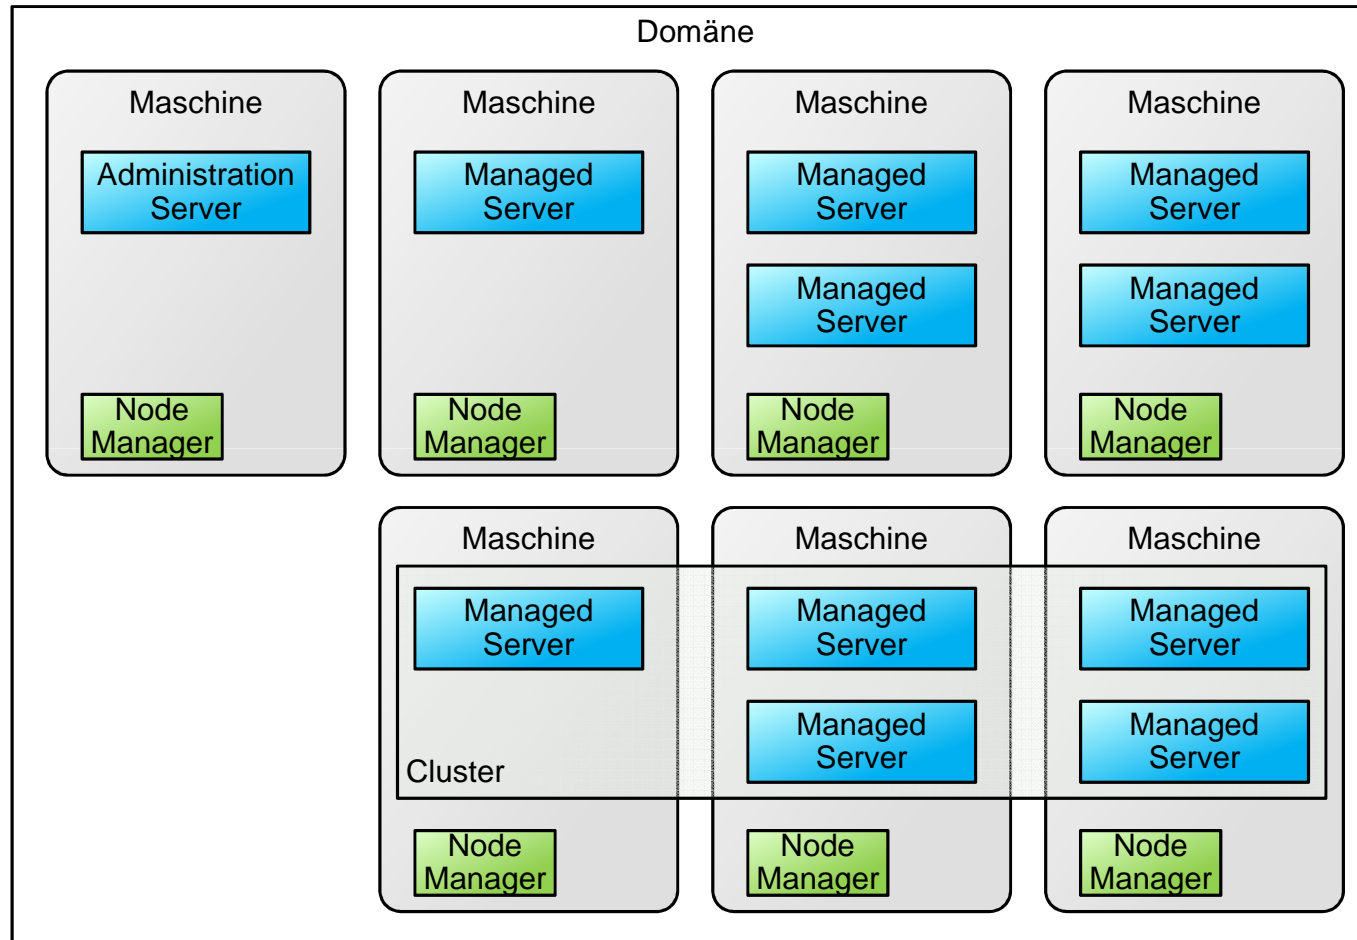 Domäne
Maschine
Administration
Server
Node
Manager
Maschine
Managed
Server
Node
Manager
Maschine
Managed
Server
Managed
Server
Node
Manager
Maschine
Managed
Server
Managed
Server
Node
Manager
Maschine
Managed
Server
Cluster
Node
Manager
Maschine
Managed
Server
Managed
Server
Node
Manager
Maschine
Managed
Server
Managed
Server
Node
Manager